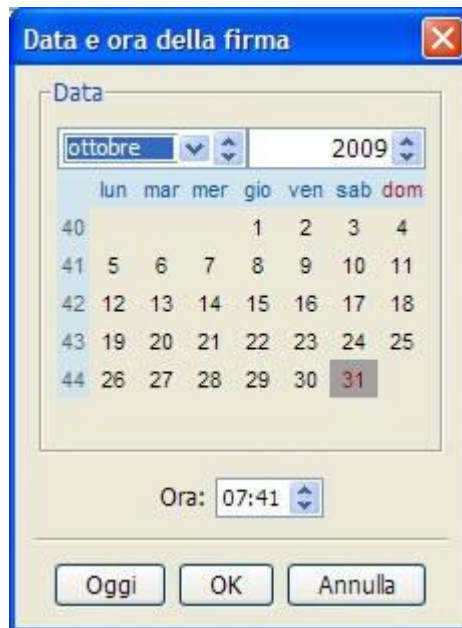 Data e ora della firma
Data
ottobre 2009
lun mar mer gio ven sab dom
40 1 2 3 4
41 5 6 7 8 9 10 11
42 12 13 14 15 16 17 18
43 19 20 21 22 23 24 25
44 26 27 28 29 30 31
Ora: 07:41
Oggi OK Annulla